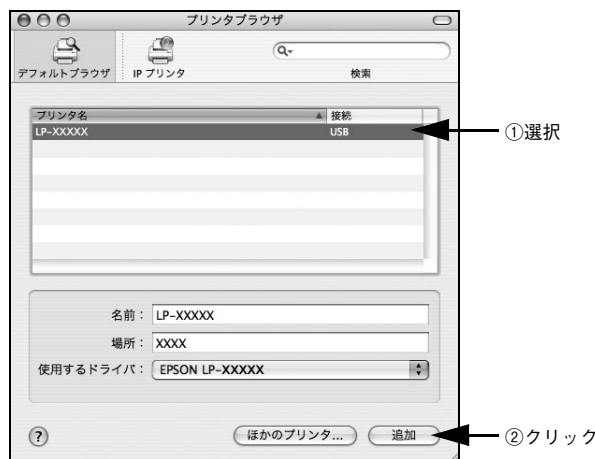 プリンタブラウザ
デフォルトブラウザ IP プリンタ 検索
プリンタ名 接続
LP-XXXXX USB
①選択
名前： LP-XXXXX
場所： XXXX
使用するドライバ： EPSON LP-XXXXX
? ほかのプリンタ... 追加
②クリック